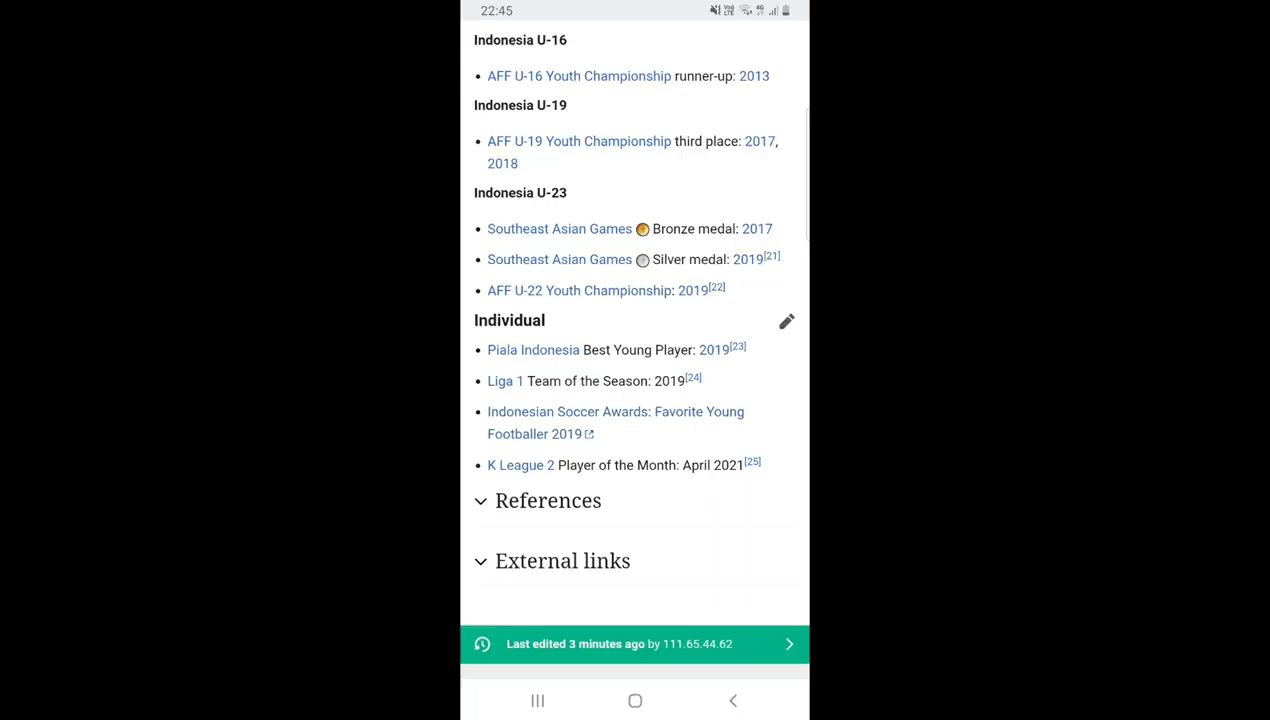 22:45
Vo) LTE 4G
Indonesia U-16
• AFF U-16 Youth Championship runner-up: 2013
Indonesia U-19
• AFF U-19 Youth Championship third place: 2017,
2018
Indonesia U-23
• Southeast Asian Games Bronze medal: 2017
• Southeast Asian Games Silver medal: 2019[21]
• AFF U-22 Youth Championship: 2019[22]
Individual
• Piala Indonesia Best Young Player: 2019[23]
• Liga 1 Team of the Season: 2019[24]
• Indonesian Soccer Awards: Favorite Young
Footballer 2019
• K League 2 Player of the Month: April 2021[25]
References
External links
Last edited 3 minutes ago by 111.65.44.62